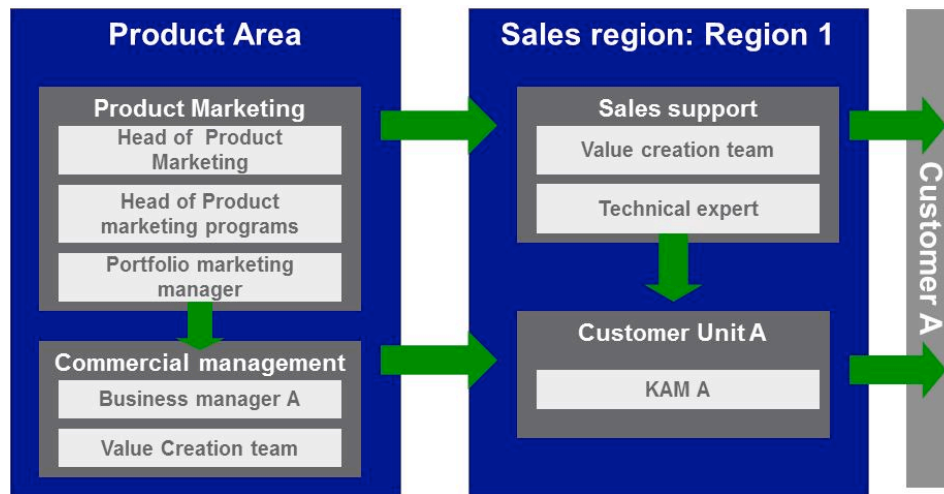 Product Area
Product Marketing
Head of Product
Marketing
Head of Product
marketing programs
Portfolio marketing
manager
Commercial management
Business manager A
Value Creation team
Sales region: Region 1
Sales support
Value creation team
Technical expert
Customer Unit A
KAM A
Customer A